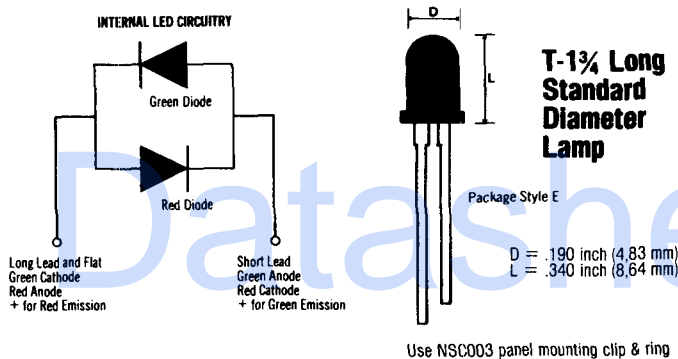 INTERNAL LED CIRCUITRY
Green Diode
Red Diode
Long Lead and Flat
Green Cathode
Red Anode
+ for Red Emission
Short Lead
Green Anode
Red Cathode
+ for Green Emission
D
L
T-1¾ Long
Standard
Diameter
Lamp
Package Style E
D = .190 inch (4,83 mm)
L = .340 inch (8,64 mm)
Use NSC003 panel mounting clip & ring
Datashe